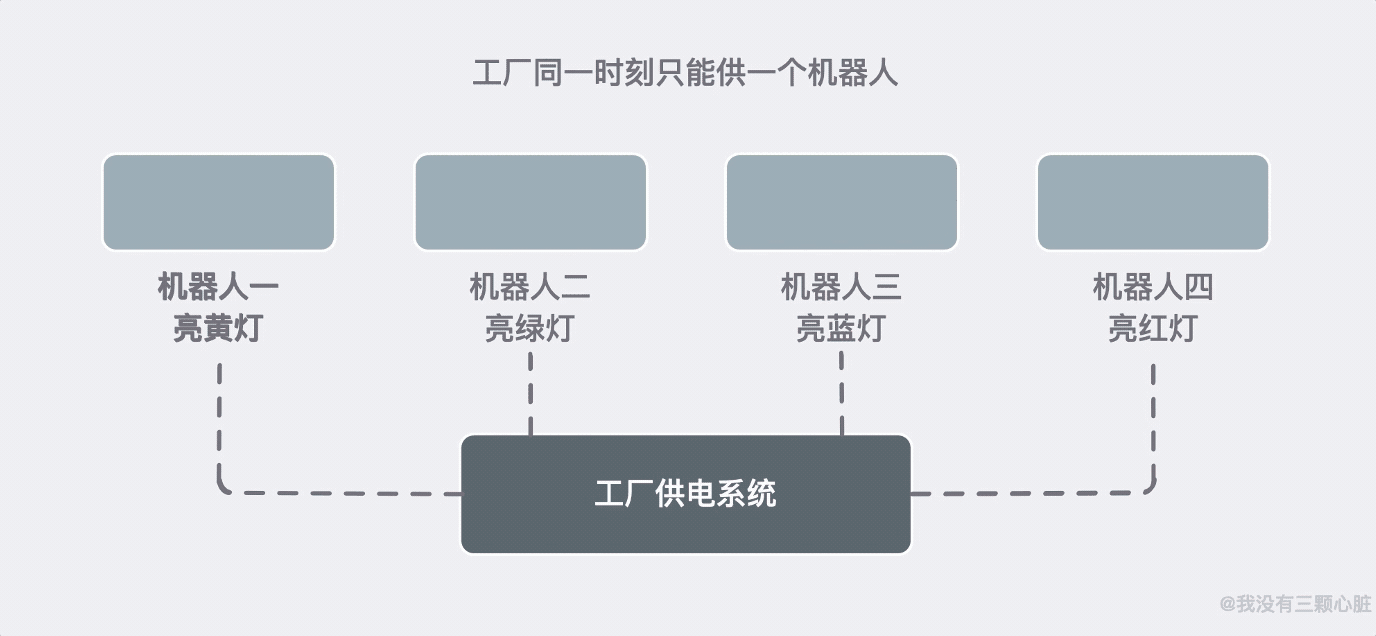 工厂同一时刻只能供一个机器人
机器人一
亮黄灯
机器人二
亮绿灯
机器人三
亮蓝灯
机器人四
亮红灯
工厂供电系统
@我没有三颗心脏